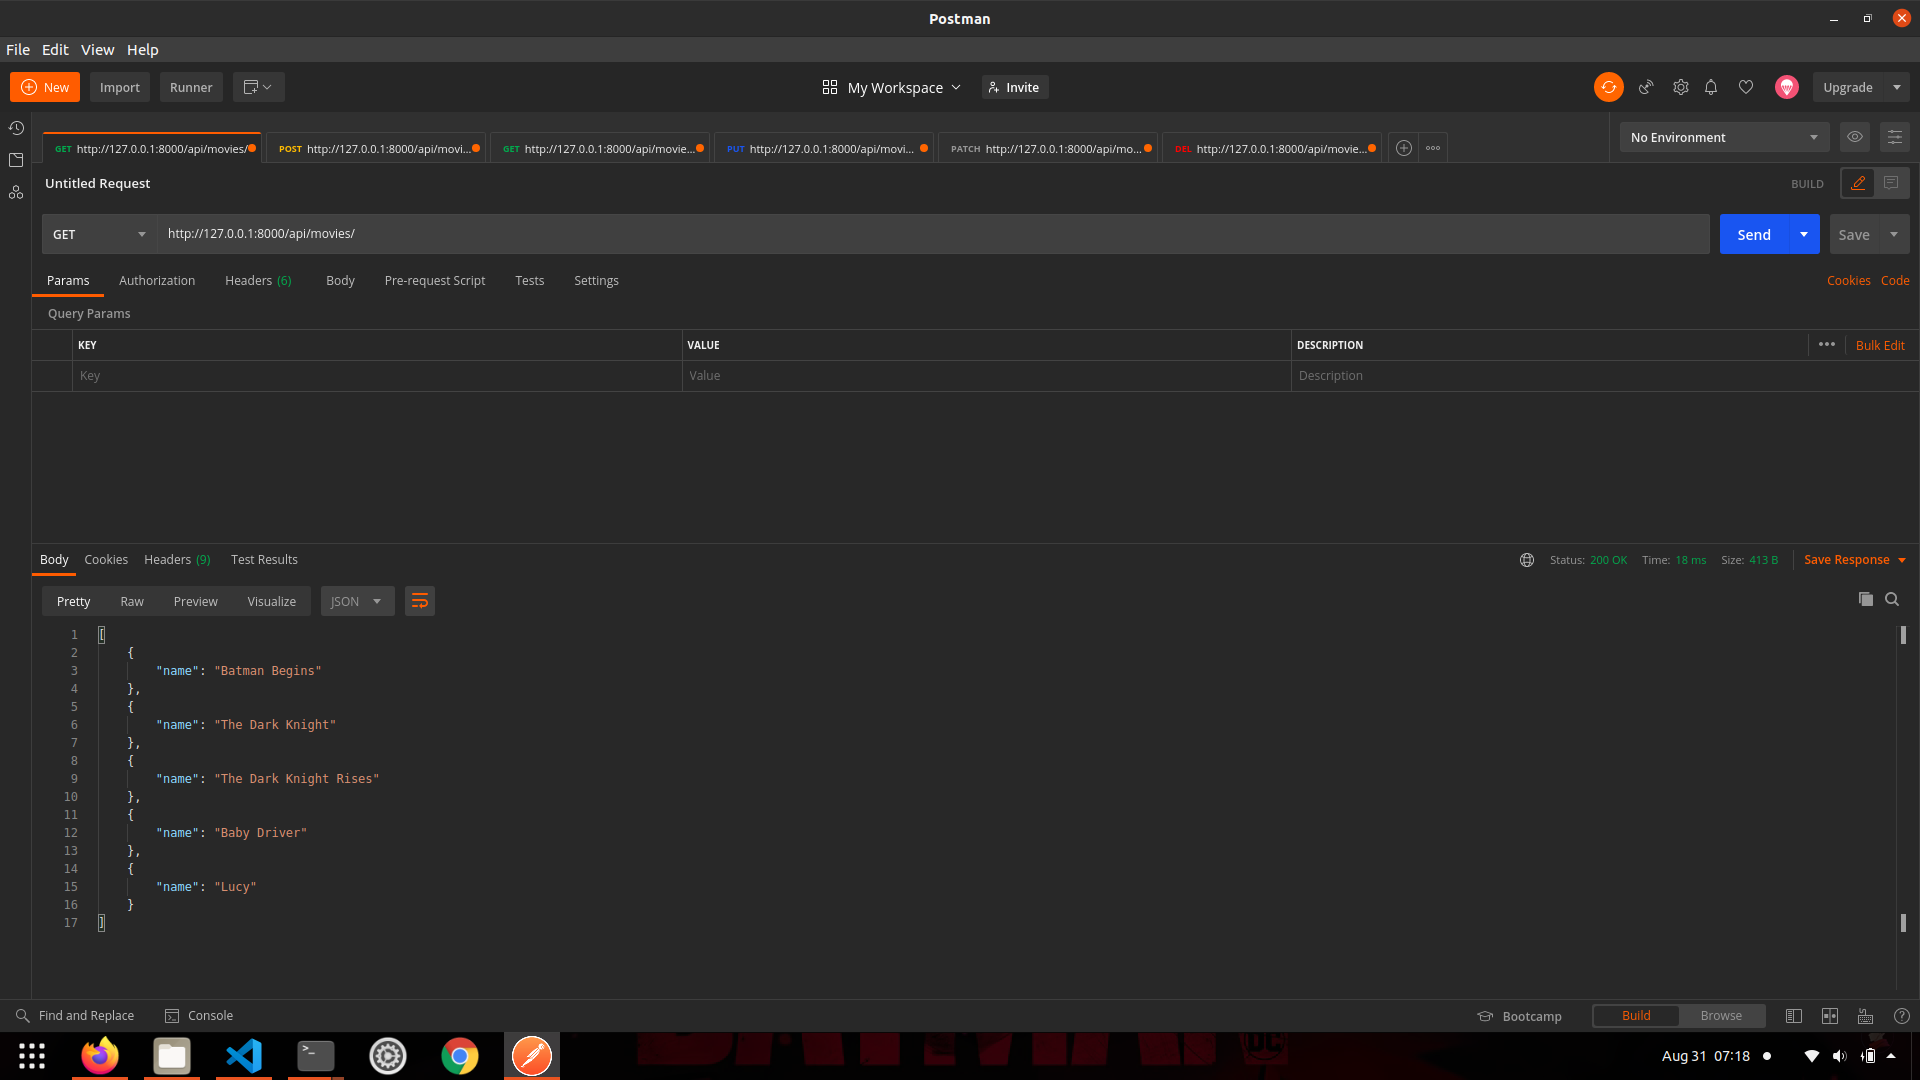 Postman
File Edit View Help
New Import Runner My Workspace Invite Upgrade
GET http://127.0.0.1:8000/api/movies/ POST http://127.0.0.1:8000/api/movi... GET http://127.0.0.1:8000/api/movie... PUT http://127.0.0.1:8000/api/movi... PATCH http://127.0.0.1:8000/api/mo... DEL http://127.0.0.1:8000/api/movie... No Environment
Untitled Request BUILD
GET http://127.0.0.1:8000/api/movies/ Send Save
Params Authorization Headers (6) Body Pre-request Script Tests Settings Cookies Code
Query Params
KEY VALUE DESCRIPTION Bulk Edit
Key Value Description
Body Cookies Headers (9) Test Results Status: 200 OK Time: 18 ms Size: 413 B Save Response
Pretty Raw Preview Visualize JSON
1 [
2 {
3 "name": "Batman Begins"
4 },
5 {
6 "name": "The Dark Knight"
7 },
8 {
9 "name": "The Dark Knight Rises"
10 },
11 {
12 "name": "Baby Driver"
13 },
14 {
15 "name": "Lucy"
16 }
17 ]
Find and Replace Console Bootcamp Build Browse
DC
Aug 31 07:18